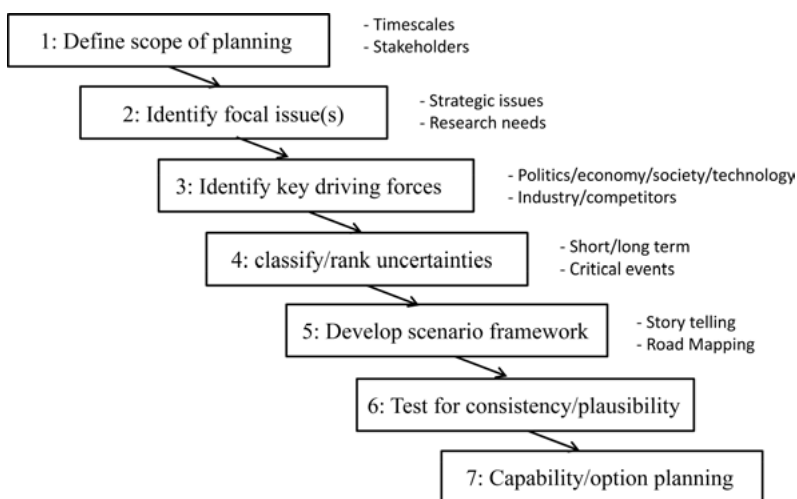 1: Define scope of planning
- Timescales
- Stakeholders
2: Identify focal issue(s)
- Strategic issues
- Research needs
3: Identify key driving forces
- Politics/economy/society/technology
- Industry/competitors
4: classify/rank uncertainties
- Short/long term
- Critical events
5: Develop scenario framework
- Story telling
- Road Mapping
6: Test for consistency/plausibility
7: Capability/option planning